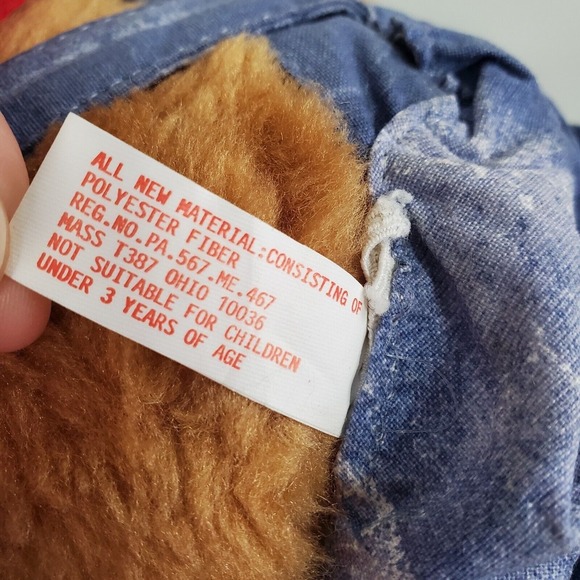 ALL NEW MATERIAL:CONSISTING OF
POLYESTER FIBER
REG.NO.PA.567-ME.467
MASS T387 OHIO 10036
NOT SUITABLE FOR CHILDREN
UNDER 3 YEARS OF AGE